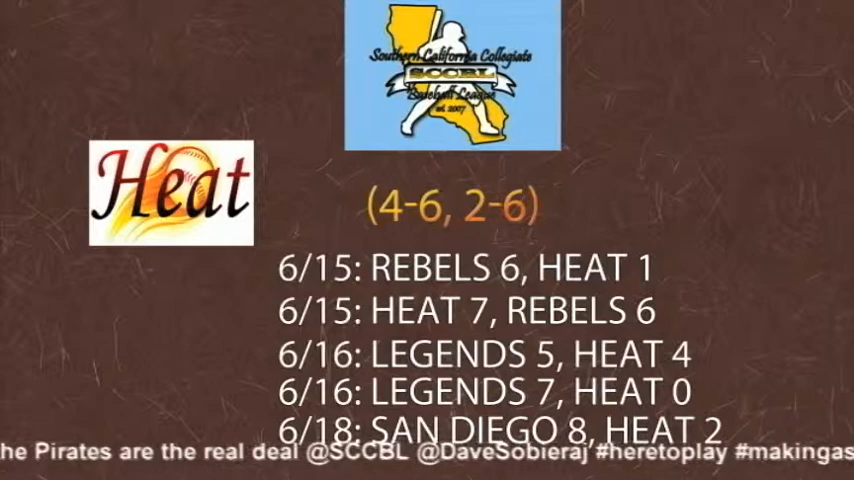 Southern California Collegiate
SCCBL
Baseball League
est. 2007
Heat
(4-6, 2-6)
6/15: REBELS 6, HEAT 1
6/15: HEAT 7, REBELS 6
6/16: LEGENDS 5, HEAT 4
6/16: LEGENDS 7, HEAT 0
6/18: SAN DIEGO 8, HEAT 2
he Pirates are the real deal @SCCBL @DaveSobieraj #heretoplay #makingas